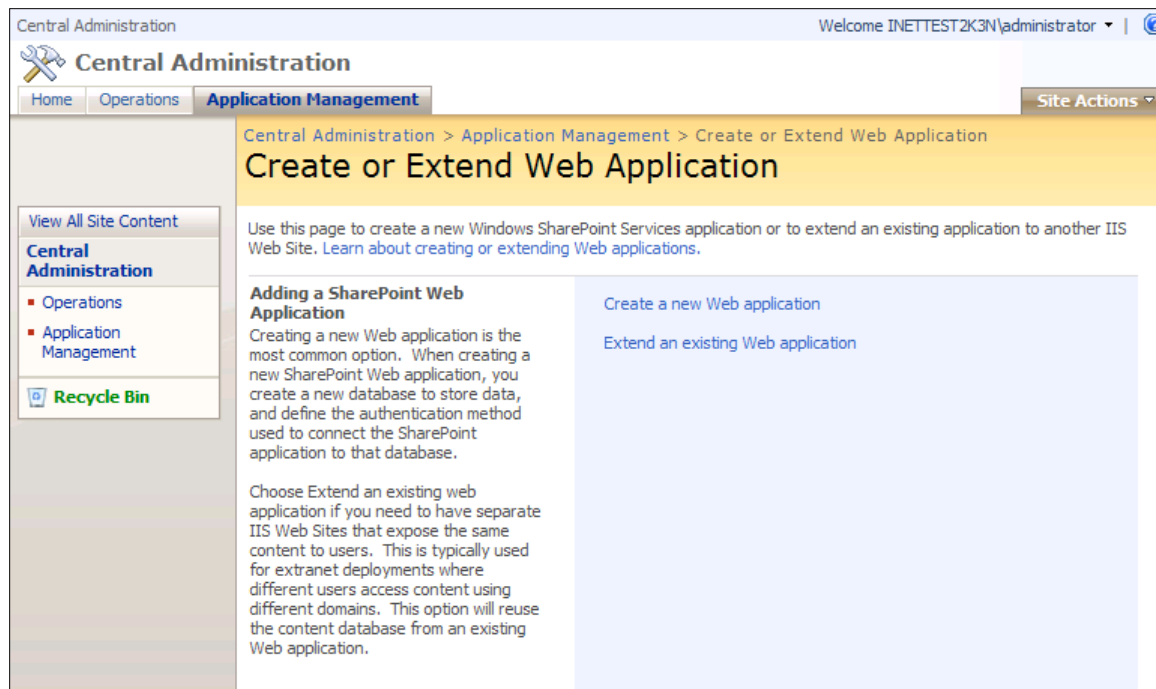 Central Administration
Welcome INETTEST2K3N\administrator
|
Central Administration
Home
Operations
Application Management
Site Actions
Central Administration > Application Management > Create or Extend Web Application
Create or Extend Web Application
View All Site Content
Central
Administration
Operations
Application
Management
Recycle Bin
Use this page to create a new Windows SharePoint Services application or to extend an existing application to another IIS
Web Site. Learn about creating or extending Web applications.
Adding a SharePoint Web
Application
Creating a new Web application is the
most common option. When creating a
new SharePoint Web application, you
create a new database to store data,
and define the authentication method
used to connect the SharePoint
application to that database.
Choose Extend an existing web
application if you need to have separate
IIS Web Sites that expose the same
content to users. This is typically used
for extranet deployments where
different users access content using
different domains. This option will reuse
the content database from an existing
Web application.
Create a new Web application
Extend an existing Web application